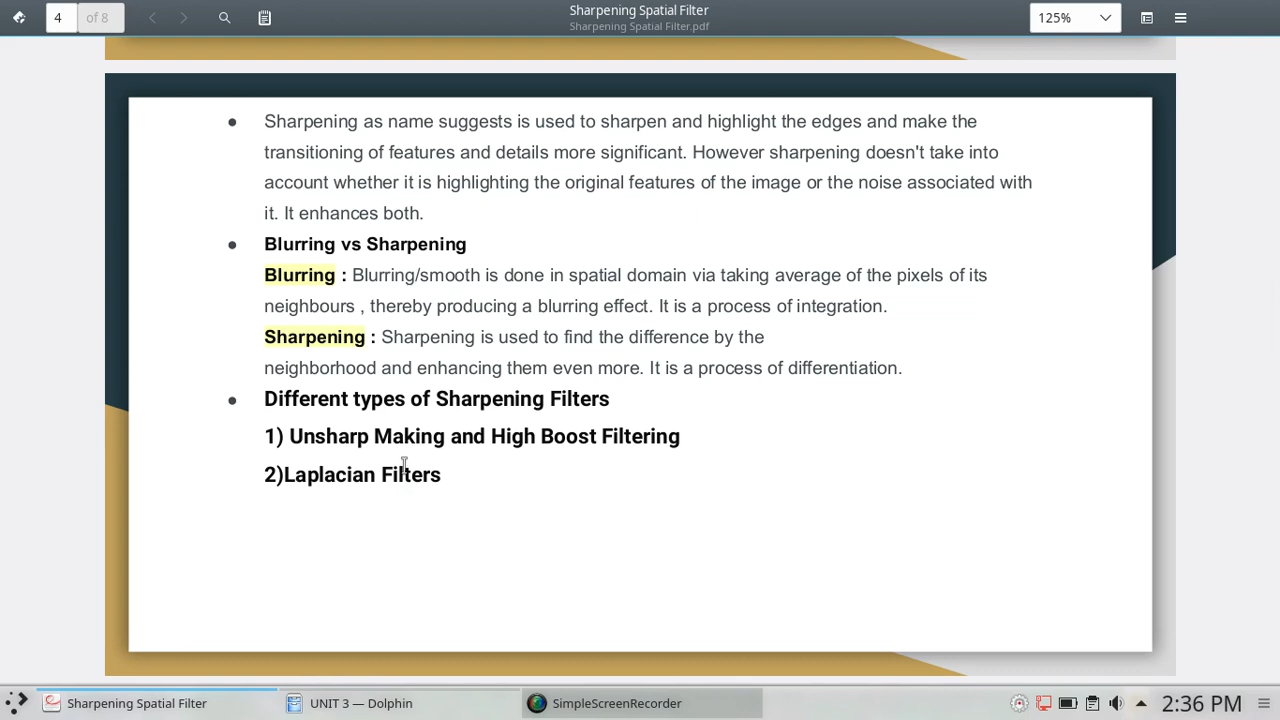 4
of 8
Sharpening Spatial Filter
Sharpening Spatial Filter.pdf
125%
● Sharpening as name suggests is used to sharpen and highlight the edges and make the
transitioning of features and details more significant. However sharpening doesn't take into
account whether it is highlighting the original features of the image or the noise associated with
it. It enhances both.
● Blurring vs Sharpening
Blurring : Blurring/smooth is done in spatial domain via taking average of the pixels of its
neighbours , thereby producing a blurring effect. It is a process of integration.
Sharpening : Sharpening is used to find the difference by the
neighborhood and enhancing them even more. It is a process of differentiation.
● Different types of Sharpening Filters
1) Unsharp Making and High Boost Filtering
2)Laplacian Filters
Sharpening Spatial Filter
UNIT 3 — Dolphin
SimpleScreenRecorder
2:36 PM